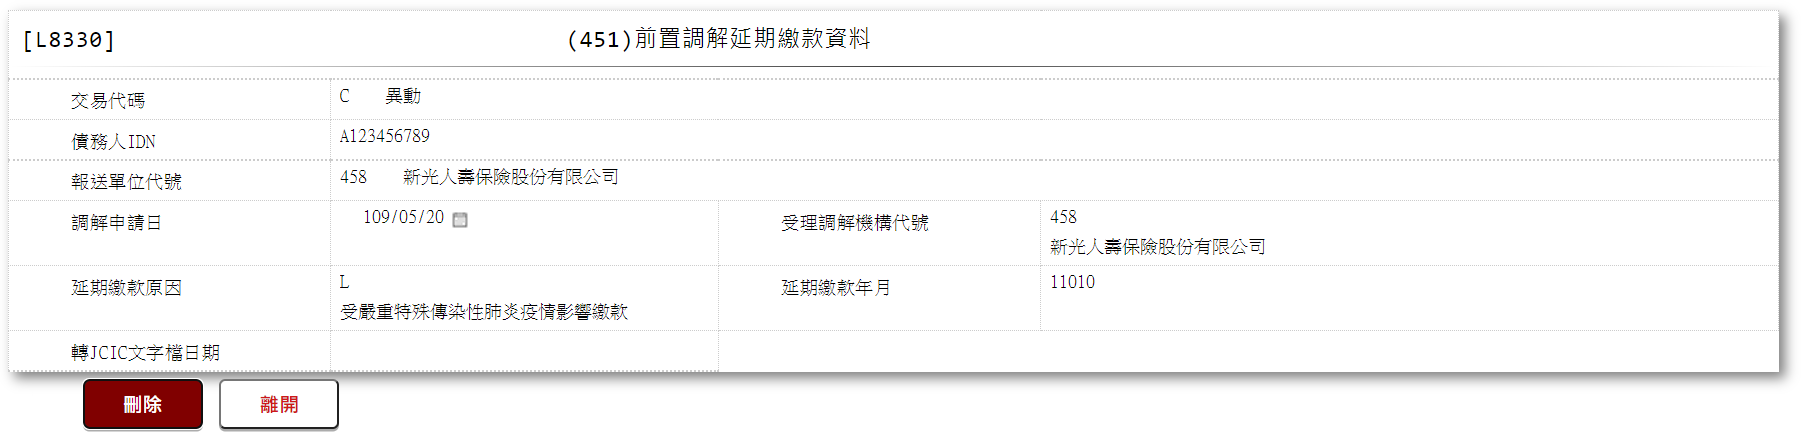 [L8330] (451)前置調解延期繳款資料
交易代碼 C 異動
債務人IDN A123456789
報送單位代號 458 新光人壽保險股份有限公司
調解申請日 109/05/20 受理調解機構代號 458
新光人壽保險股份有限公司
延期繳款原因 L 延期繳款年月 11010
受嚴重特殊傳染性肺炎疫情影響繳款
轉JCIC文字檔日期
刪除 離開